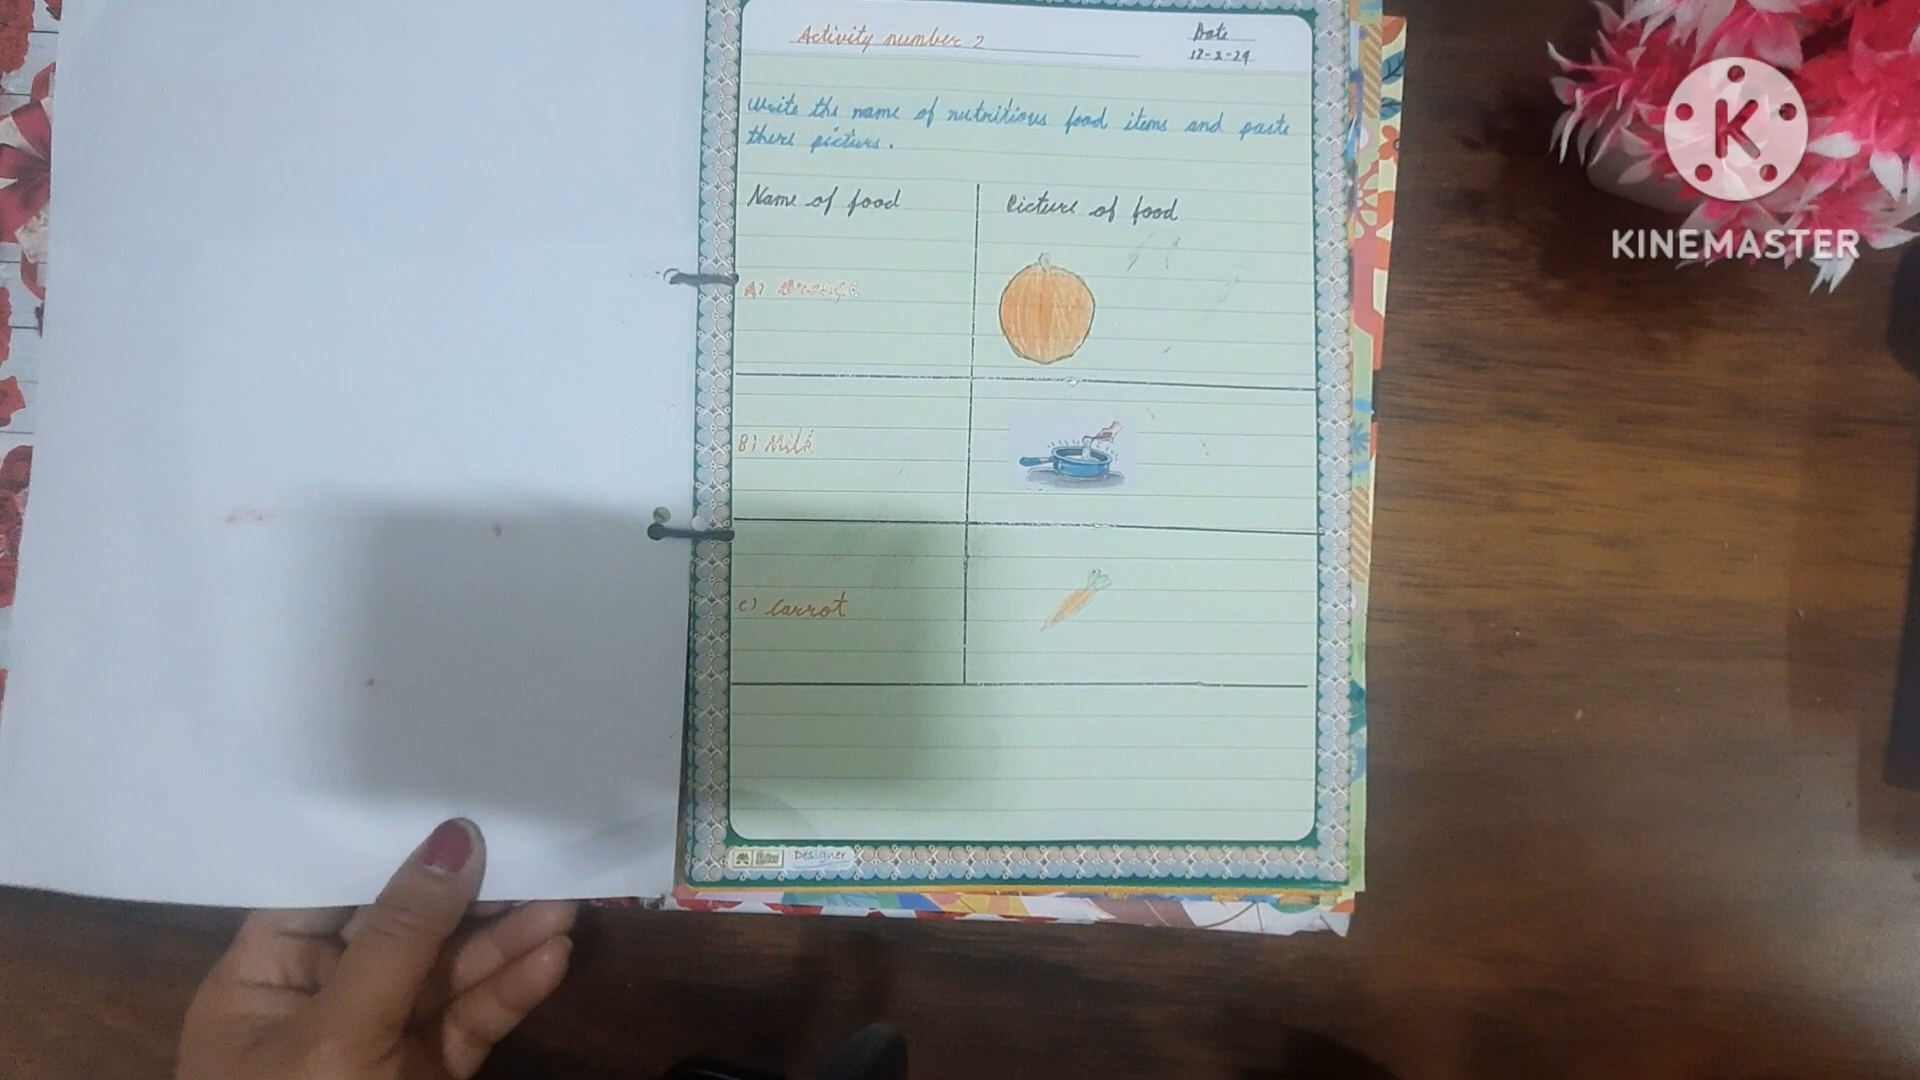 Activity number 2
Date
17-2-24
Write the name of nutritious food items and paste
there picturs.
Name of food
Picture of food
A) Orange
B) Milk
C) Carrot
Designer
K
KINEMASTER